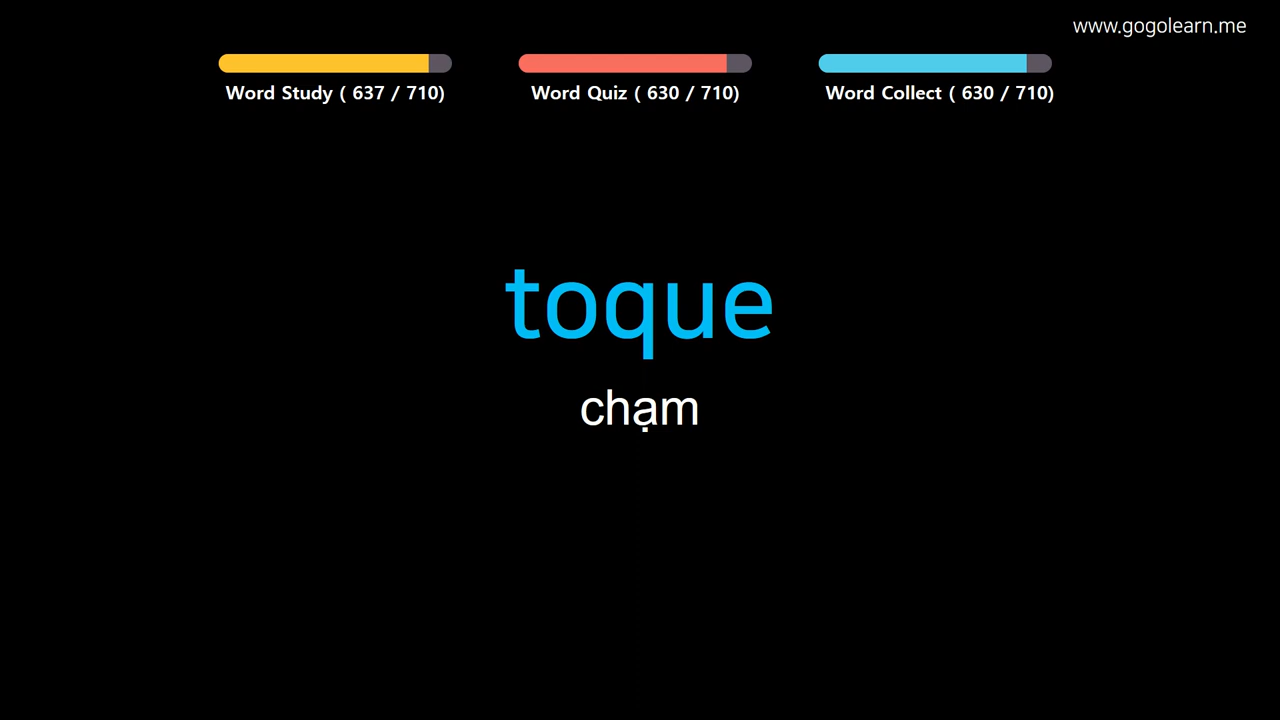 www.gogolearn.me
Word Study ( 637 / 710)
Word Quiz ( 630 / 710)
Word Collect ( 630 / 710)
toque
chạm